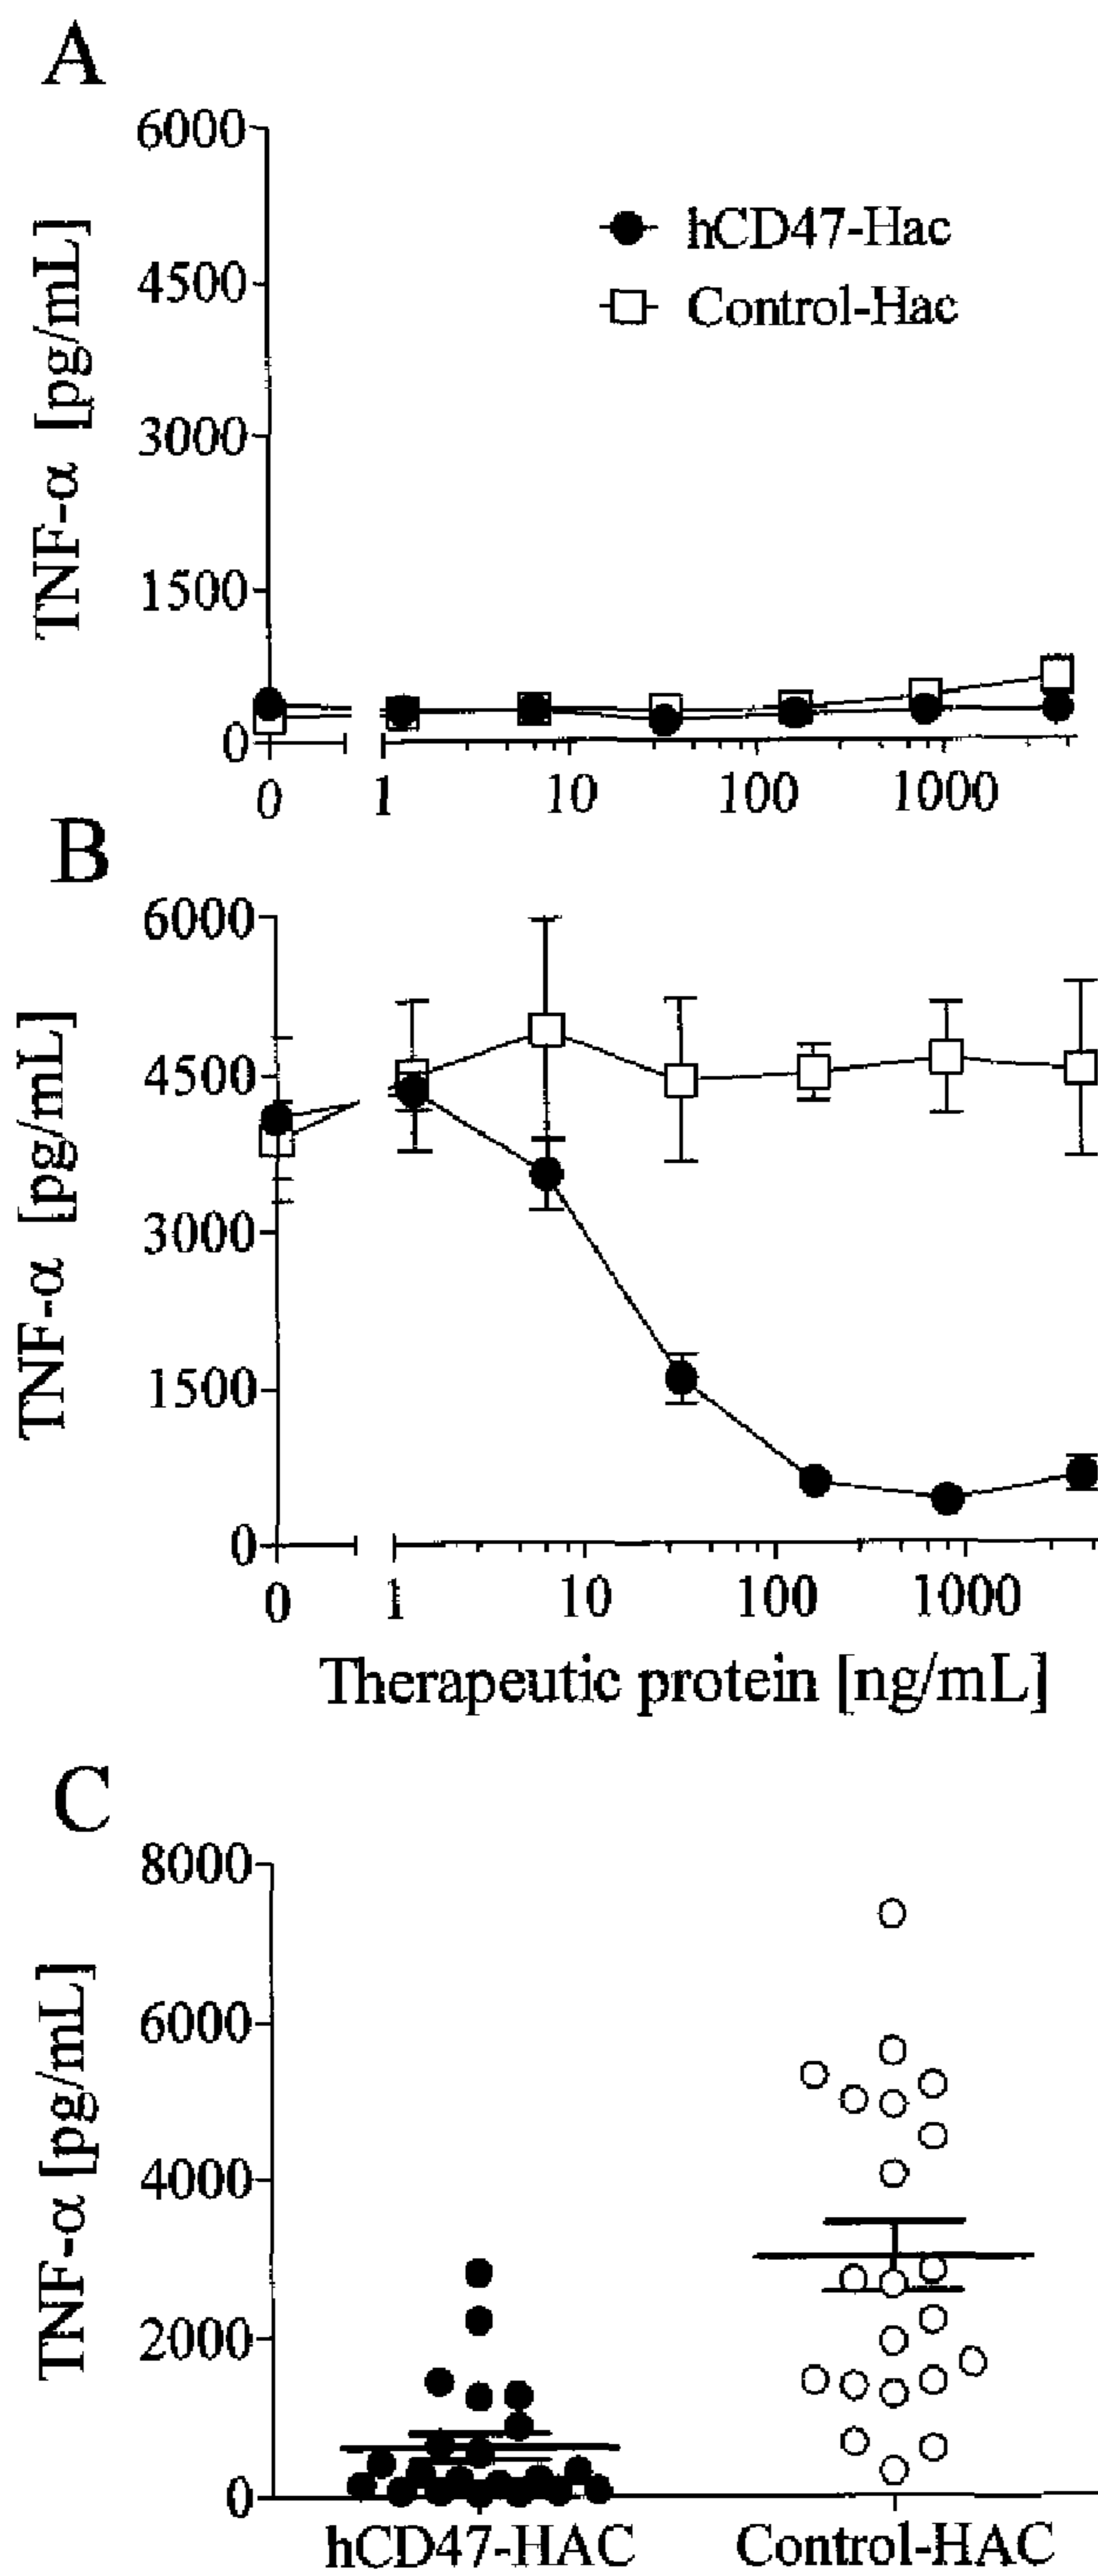 A
6000
4500
3000
1500
0
TNF-α [pg/mL]
hCD47-Hac
Control-Hac
0 1 10 100 1000
B
6000
4500
3000
1500
0
TNF-α [pg/mL]
0 1 10 100 1000
Therapeutic protein [ng/mL]
C
8000
6000
4000
2000
0
TNF-α [pg/mL]
hCD47-HAC Control-HAC